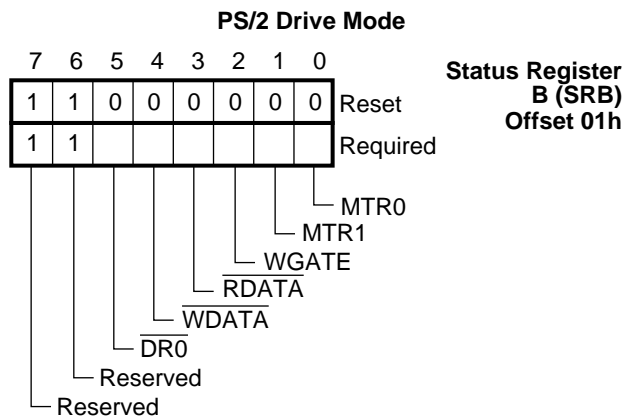 PS/2 Drive Mode
7 6 5 4 3 2 1 0
Status Register
B (SRB)
Offset 01h
1 1 0 0 0 0 0 0 Reset
1 1 Required
MTR0
MTR1
WGATE
RDATA
WDATA
DR0
Reserved
Reserved